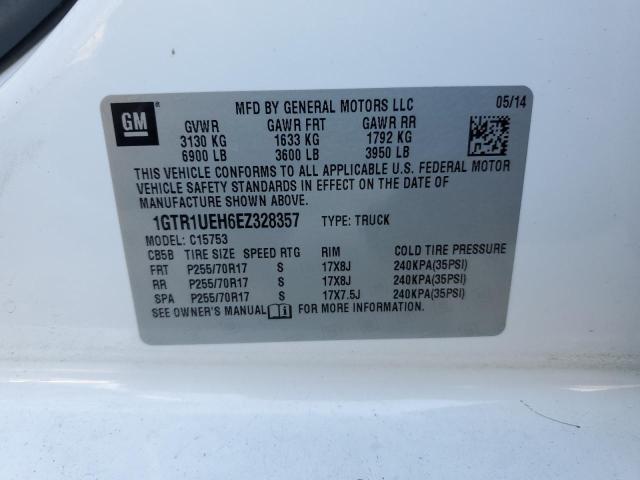 GM
MFD BY GENERAL MOTORS LLC 05/14
GVWR GAWR FRT GAWR RR
3130 KG 1633 KG 1792 KG
6900 LB 3600 LB 3950 LB
THIS VEHICLE CONFORMS TO ALL APPLICABLE U.S. FEDERAL MOTOR
VEHICLE SAFETY STANDARDS IN EFFECT ON THE DATE OF
MANUFACTURE SHOWN ABOVE.
1GTR1UEH6EZ328357 TYPE: TRUCK
MODEL: C15753
CB5B TIRE SIZE SPEED RTG RIM COLD TIRE PRESSURE
FRT P255/70R17 S 17X8J 240KPA(35PSI)
RR P255/70R17 S 17X8J 240KPA(35PSI)
SPA P255/70R17 S 17X7.5J 240KPA(35PSI)
SEE OWNER'S MANUAL FOR MORE INFORMATION.